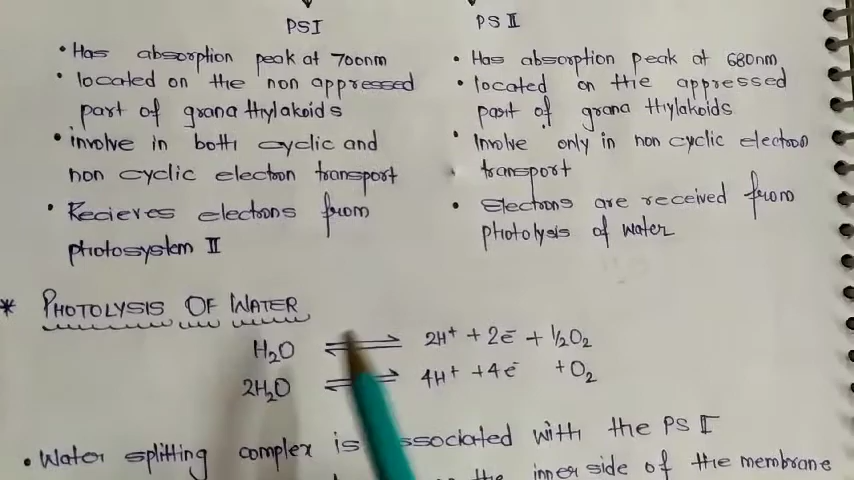 PSI
• Has absorption peak at 700nm
• located on the non appressed
part of grana thylakoids
• involve in both cyclic and
non cyclic electron transport
• Recieves electrons from
photosystem II
PS II
• Has absorption peak at 680nm
• located on the appressed
part of grana thylakoids
• Involve only in non cyclic electron
transport
• Electrons are received from
photolysis of water
* PHOTOLYSIS OF WATER
H₂O ⇌ 2H⁺ + 2e⁻ + 1/2O₂
2H₂O ⇌ 4H⁺ + 4e⁻ + O₂
• Water splitting complex is associated with the PS I
the inner side of the membrane